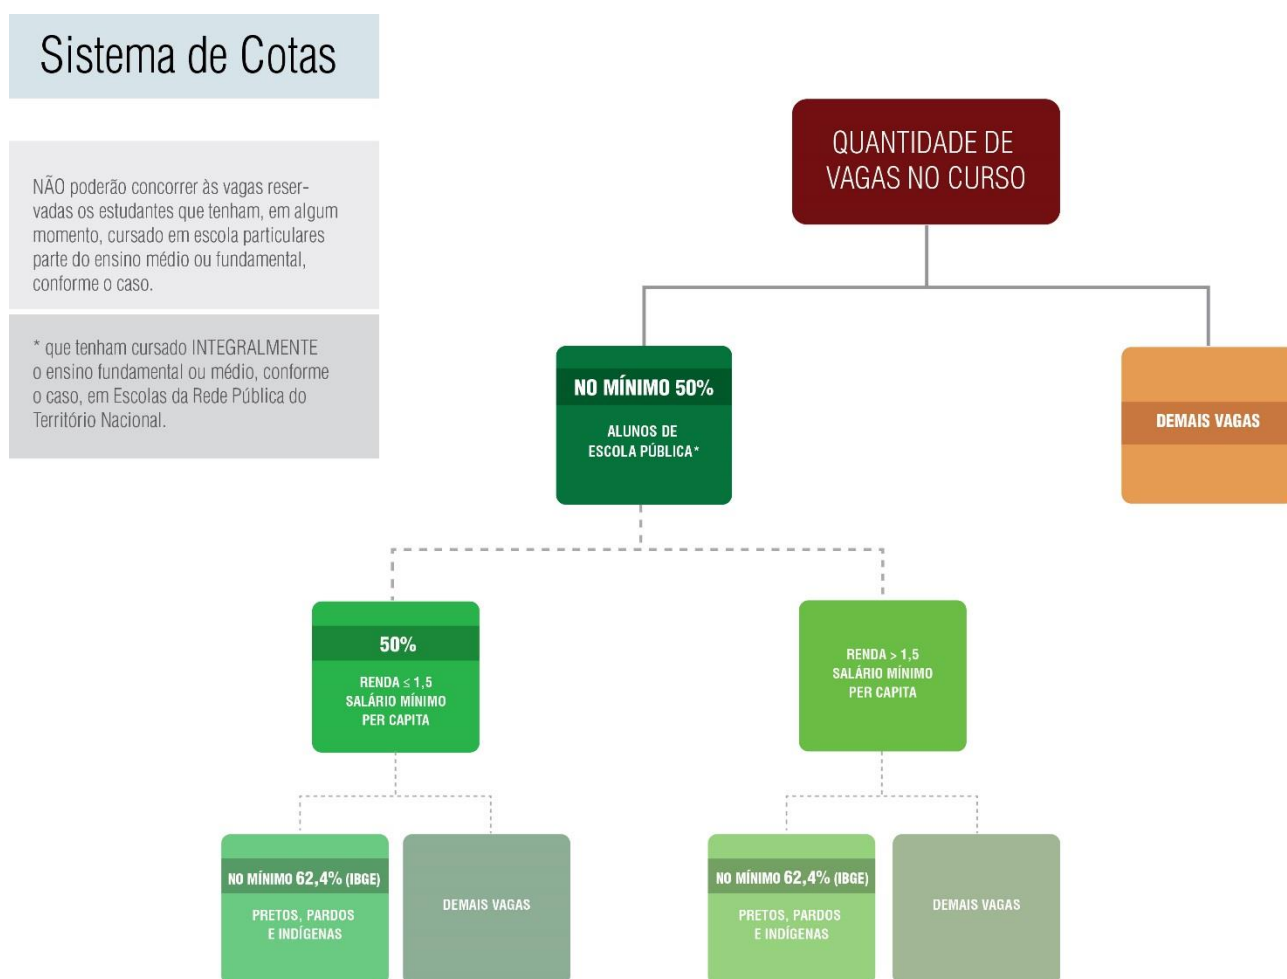 Sistema de Cotas
NÃO poderão concorrer às vagas reser-
vadas os estudantes que tenham, em algum
momento, cursado em escola particulares
parte do ensino médio ou fundamental,
conforme o caso.
* que tenham cursado INTEGRALMENTE
o ensino fundamental ou médio, conforme
o caso, em Escolas da Rede Pública do
Território Nacional.
QUANTIDADE DE
VAGAS NO CURSO
NO MÍNIMO 50%
ALUNOS DE
ESCOLA PÚBLICA*
DEMAIS VAGAS
50%
RENDA ≤ 1,5
SALÁRIO MÍNIMO
PER CAPITA
RENDA > 1,5
SALÁRIO MÍNIMO
PER CAPITA
NO MÍNIMO 62,4% (IBGE)
PRETOS, PARDOS
E INDÍGENAS
DEMAIS VAGAS
NO MÍNIMO 62,4% (IBGE)
PRETOS, PARDOS
E INDÍGENAS
DEMAIS VAGAS